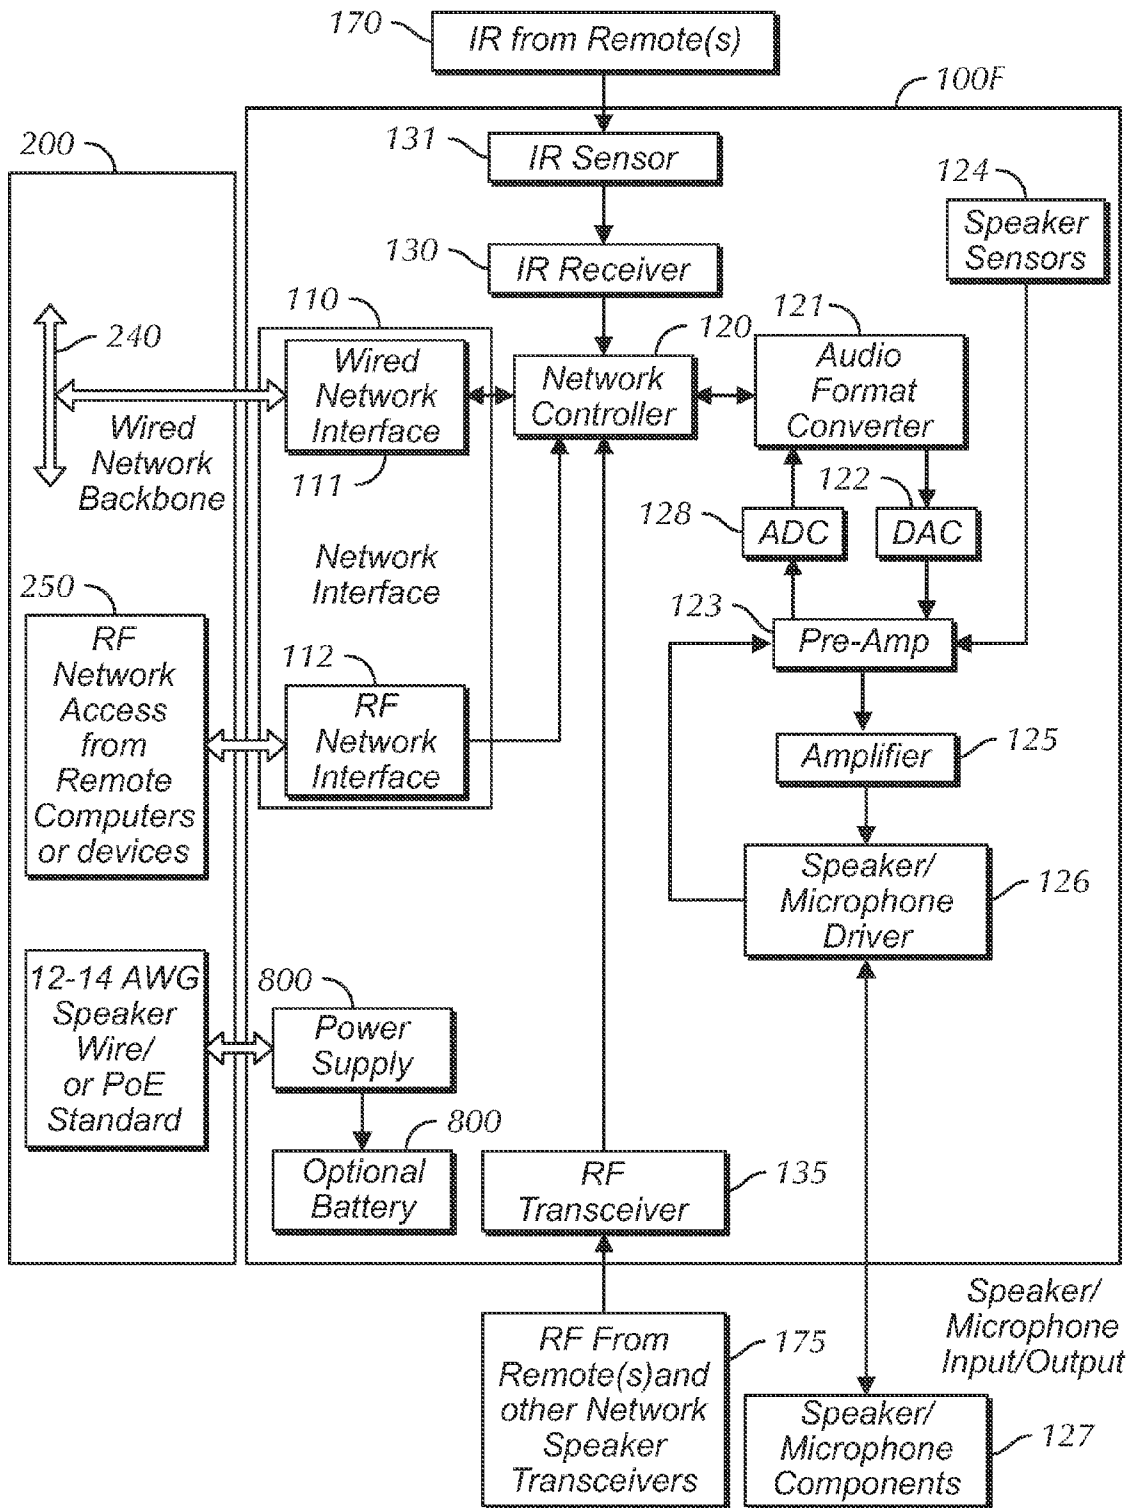 170
IR from Remote(s)
100F
200
131
IR Sensor
124
Speaker
Sensors
130
IR Receiver
110
120
121
240
Wired
Network
Interface
Network
Controller
Audio
Format
Converter
Wired
Network
Backbone
111
122
128
ADC
DAC
Network
Interface
250
123
Pre-Amp
RF
Network
Access
from
Remote
Computers
or devices
112
RF
Network
Interface
Amplifier
125
Speaker/
Microphone
Driver
126
12-14 AWG
Speaker
Wire/
or PoE
Standard
800
Power
Supply
800
Optional
Battery
RF
Transceiver
135
Speaker/
Microphone
Input/Output
RF From
Remote(s)and
other Network
Speaker
Transceivers
175
Speaker/
Microphone
Components
127